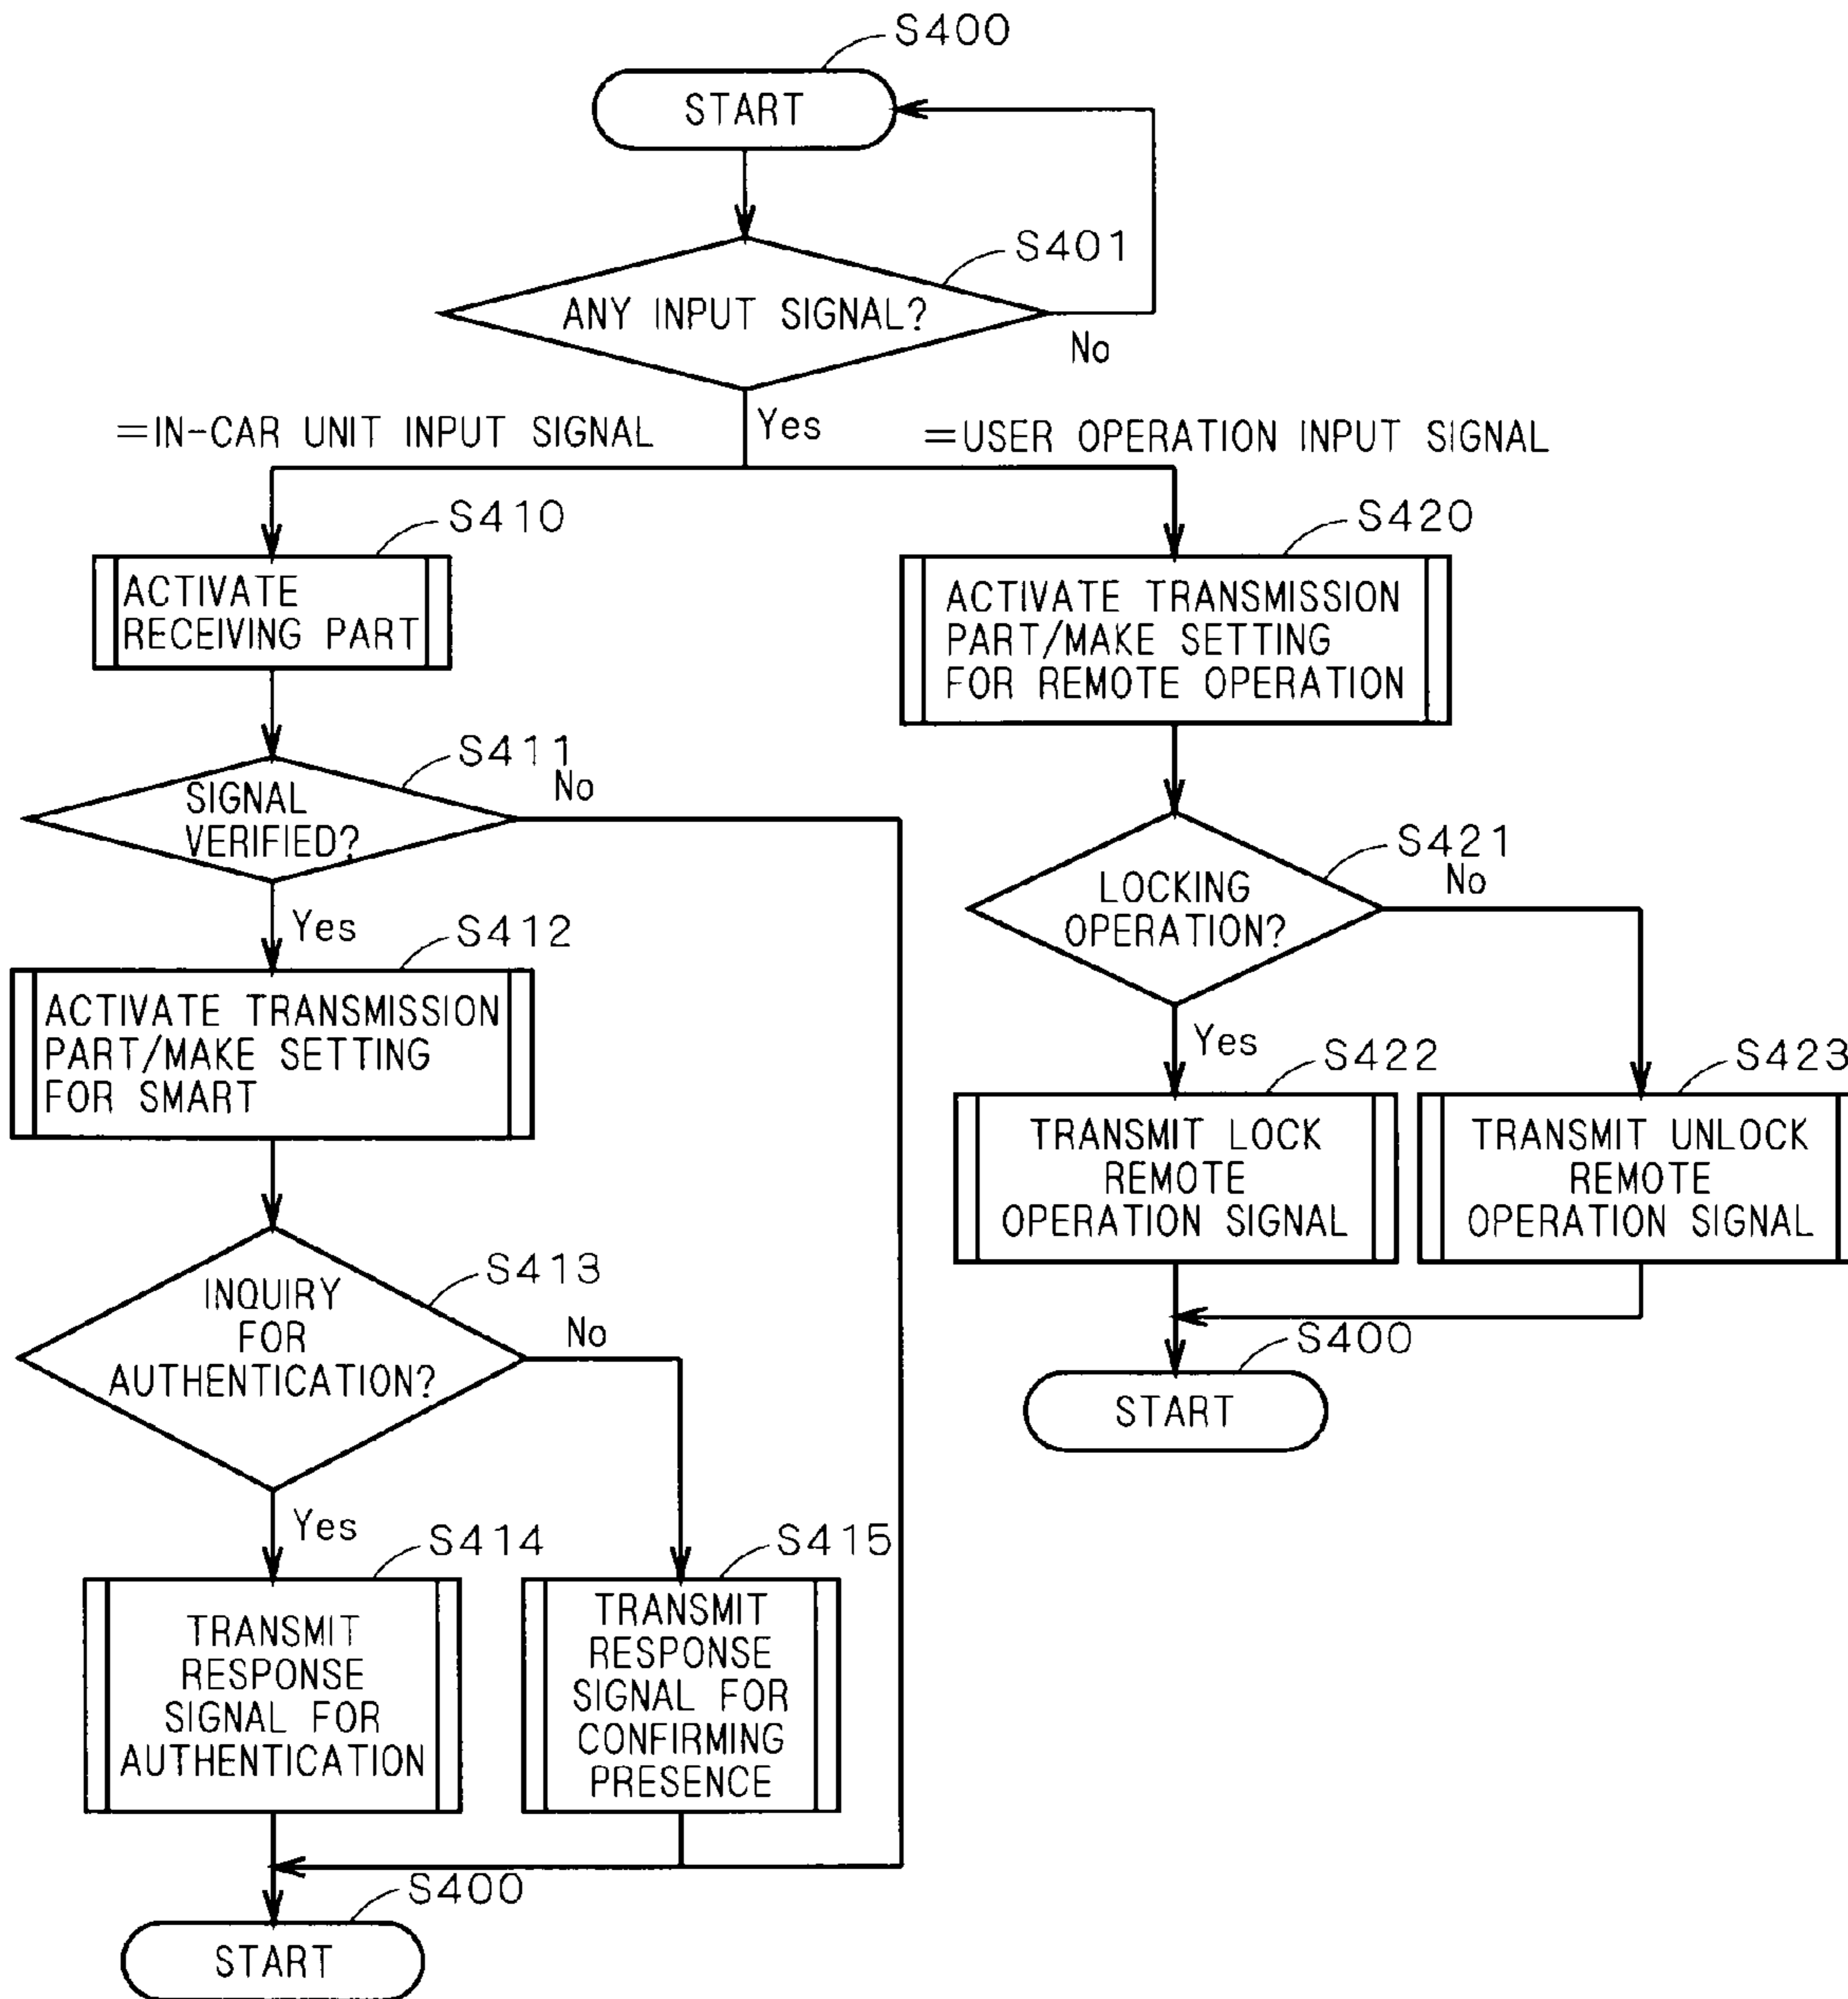 S400
START
S401
ANY INPUT SIGNAL?
No
=IN-CAR UNIT INPUT SIGNAL
Yes
=USER OPERATION INPUT SIGNAL
S410
ACTIVATE
RECEIVING PART
S411
No
SIGNAL
VERIFIED?
Yes
S412
ACTIVATE TRANSMISSION
PART/MAKE SETTING
FOR SMART
S413
INQUIRY
FOR
AUTHENTICATION?
No
Yes
S414
TRANSMIT
RESPONSE
SIGNAL FOR
AUTHENTICATION
S415
TRANSMIT
RESPONSE
SIGNAL FOR
CONFIRMING
PRESENCE
S400
START
S420
ACTIVATE TRANSMISSION
PART/MAKE SETTING
FOR REMOTE OPERATION
S421
No
LOCKING
OPERATION?
Yes
S422
TRANSMIT LOCK
REMOTE
OPERATION SIGNAL
S423
TRANSMIT UNLOCK
REMOTE
OPERATION SIGNAL
S400
START